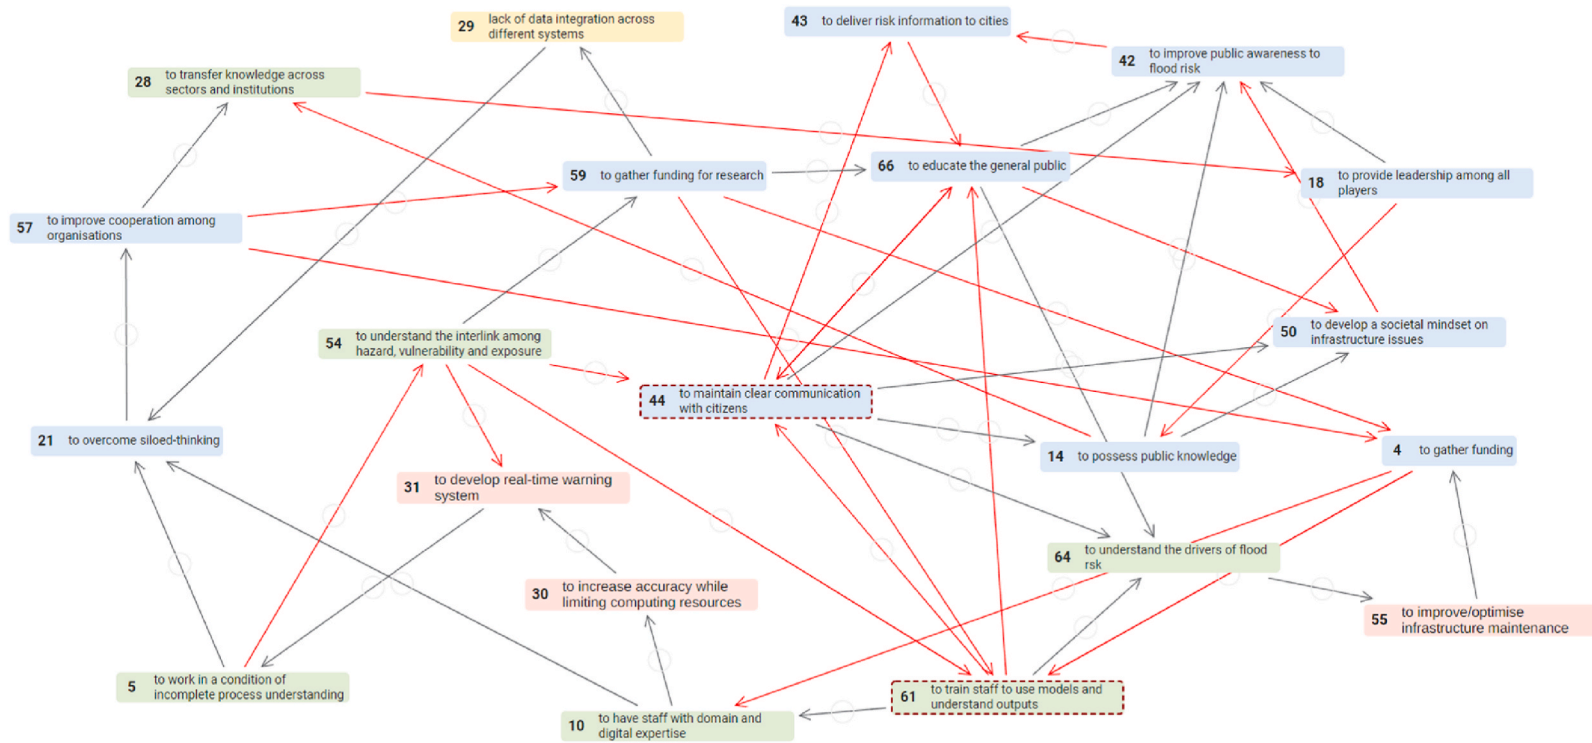 29 lack of data integration across
different systems
43 to deliver risk information to cities
42 to improve public awareness to
flood risk
28 to transfer knowledge across
sectors and institutions
59 to gather funding for research
66 to educate the general public
18 to provide leadership among all
players
57 to improve cooperation among
organisations
54 to understand the interlink among
hazard, vulnerability and exposure
50 to develop a societal mindset on
infrastructure issues
44 to maintain clear communication
with citizens
21 to overcome siloed-thinking
14 to possess public knowledge
4 to gather funding
31 to develop real-time warning
system
64 to understand the drivers of flood
risk
30 to increase accuracy while
limiting computing resources
55 to improve/optimise
infrastructure maintenance
5 to work in a condition of
incomplete process understanding
61 to train staff to use models and
understand outputs
10 to have staff with domain and
digital expertise